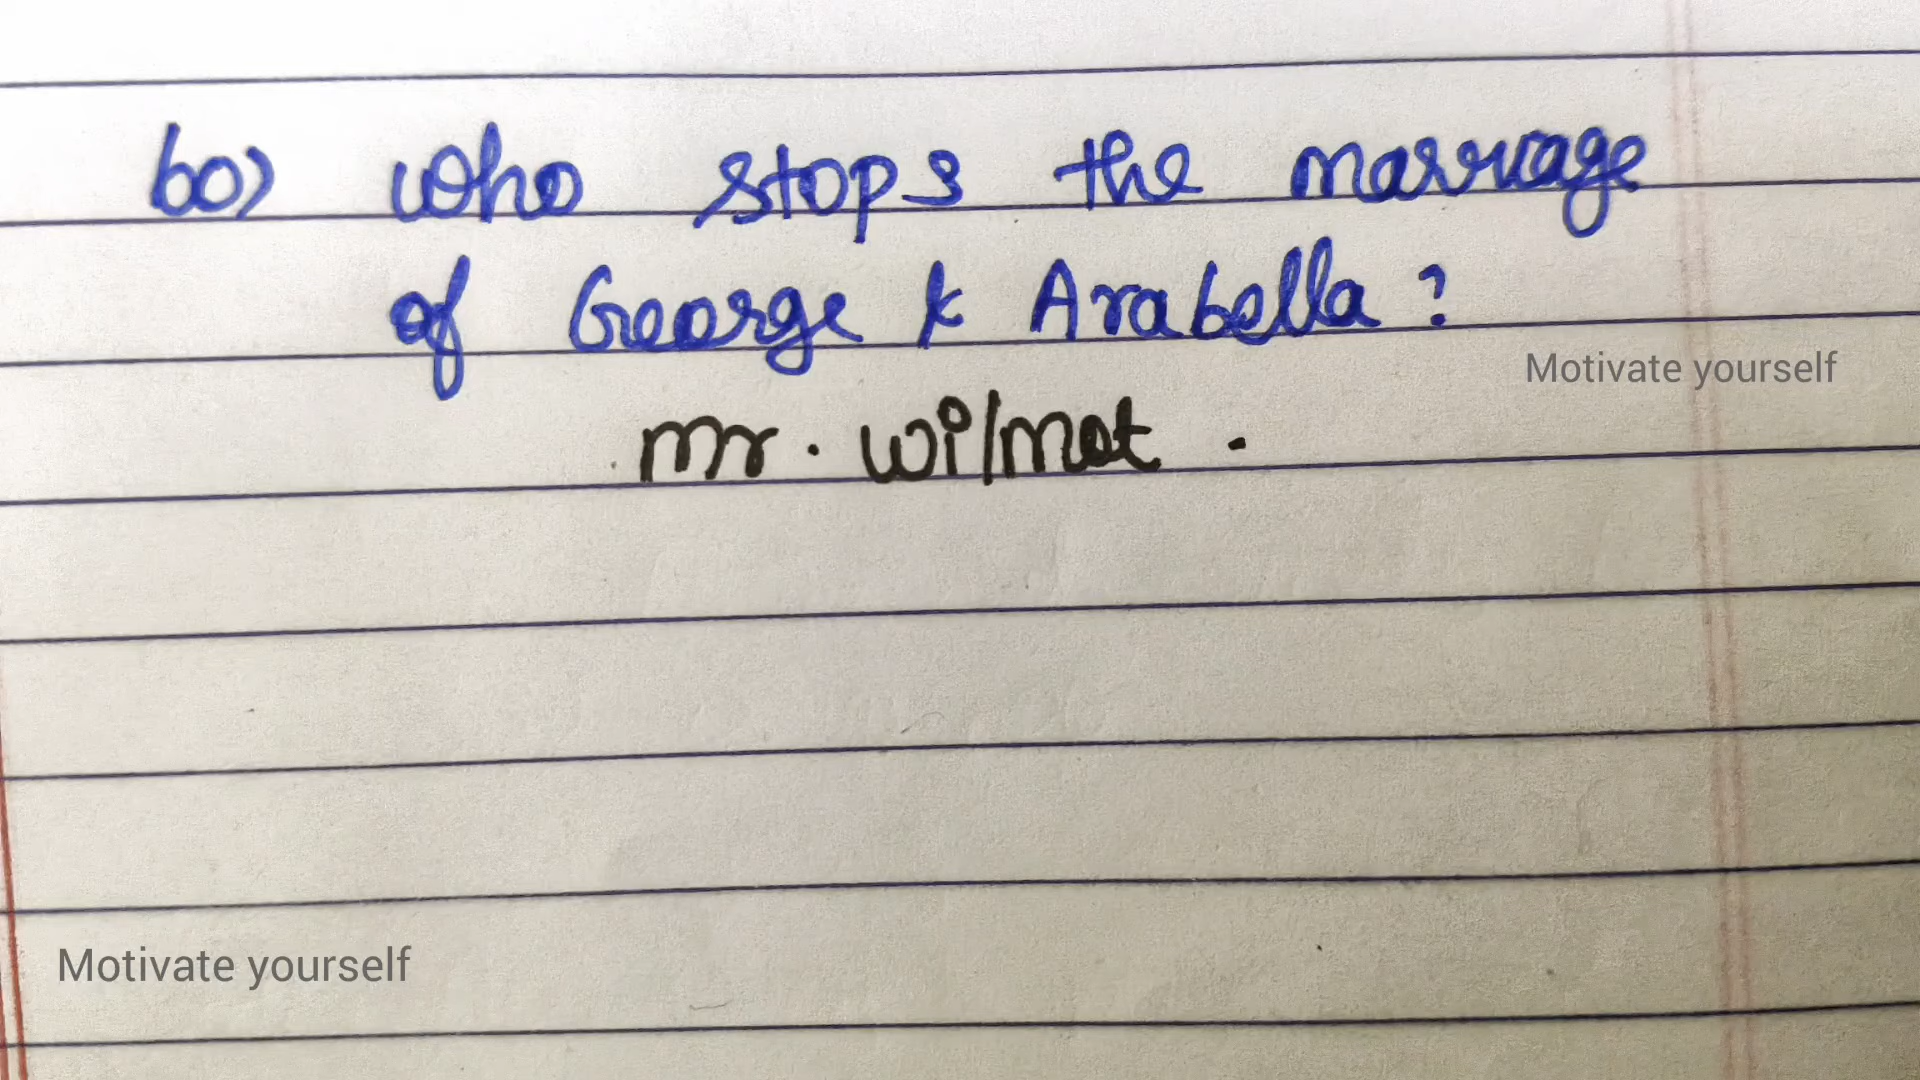 60) Who stops the marriage
of George & Arabella?
Motivate yourself
mr. wilmot.
Motivate yourself